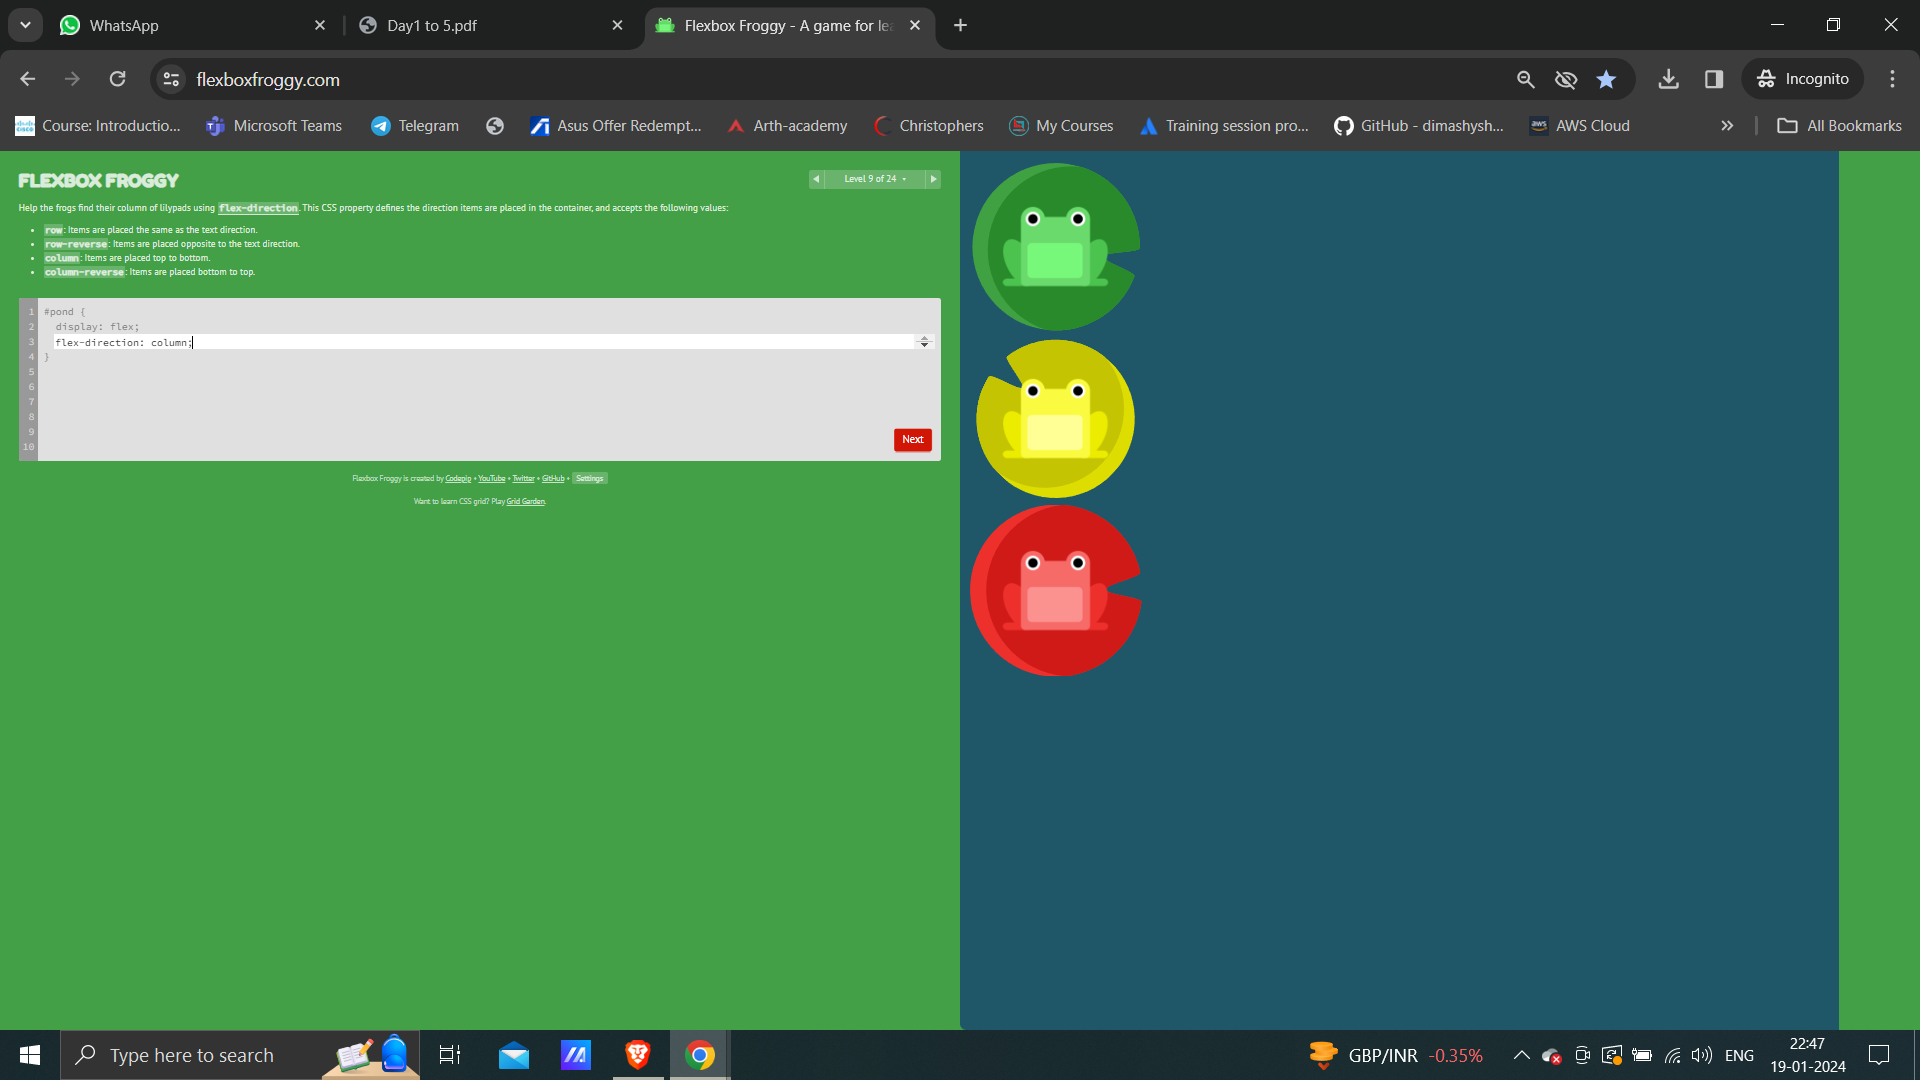 WhatsApp
Day1 to 5.pdf
Flexbox Froggy - A game for le
flexboxfroggy.com
Incognito
Course: Introductio...
Microsoft Teams
Telegram
Asus Offer Redempt...
Arth-academy
Christophers
My Courses
Training session pro...
GitHub - dimashysh...
AWS Cloud
All Bookmarks
FLEXBOX FROGGY
Level 9 of 24
Help the frogs find their column of lilypads using flex-direction. This CSS property defines the direction items are placed in the container, and accepts the following values:
row: Items are placed the same as the text direction.
row-reverse: Items are placed opposite to the text direction.
column: Items are placed top to bottom.
column-reverse: Items are placed bottom to top.
1 #pond {
2 display: flex;
3 flex-direction: column;
4 }
5
6
7
8
9
10
Next
Flexbox Froggy is created by Codepip • YouTube • Twitter • GitHub • Settings
Want to learn CSS grid? Play Grid Garden.
Type here to search
GBP/INR -0.35%
ENG
22:47
19-01-2024